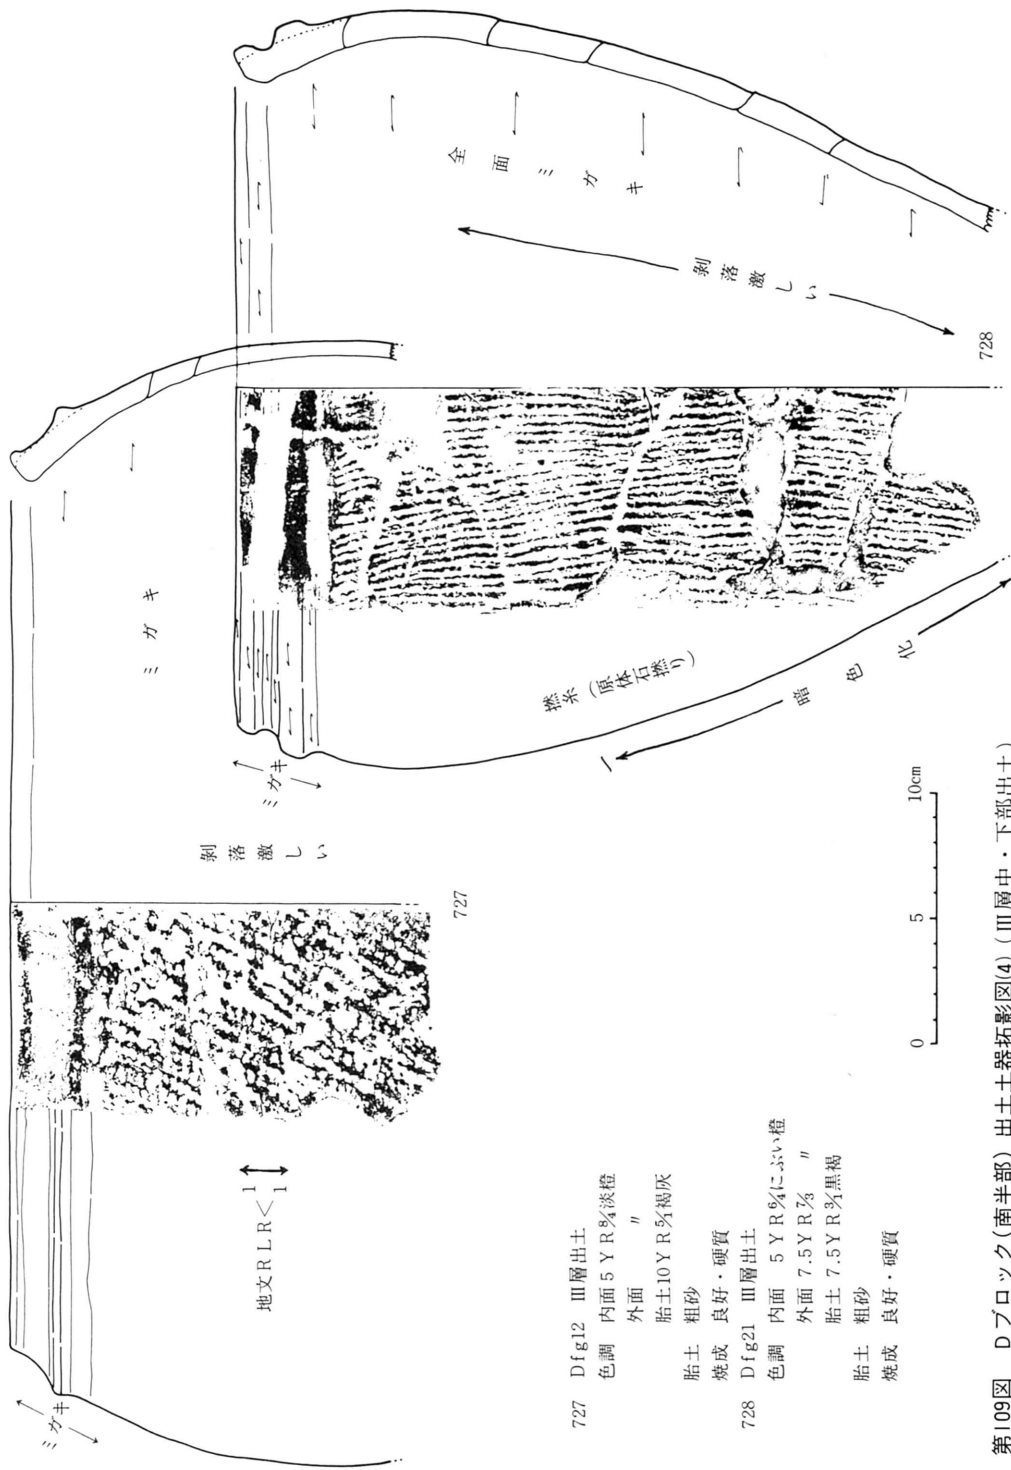 ミガキ
剥落激しい
地文RLR<1 1
727
ミガキ
ミガキ
撚糸(原体石撚り)
l
暗色化
全面ミガキ
剥落激しい
728
0 5 10cm
727 Dfg12 Ⅲ層出土
色調 内面5YR8/4淡橙
外面 〃
胎土10YR5/1褐灰
胎土 粗砂
焼成 良好・硬質
728 Dfg21 Ⅲ層出土
色調 内面 5YR6/4にぶい橙
外面 7.5YR7/3 〃
胎土 7.5YR3/1黒褐
胎土 粗砂
焼成 良好・硬質
第109図 Dブロック(南半部)出土土器拓影図(4)(Ⅲ層中・下部出土)